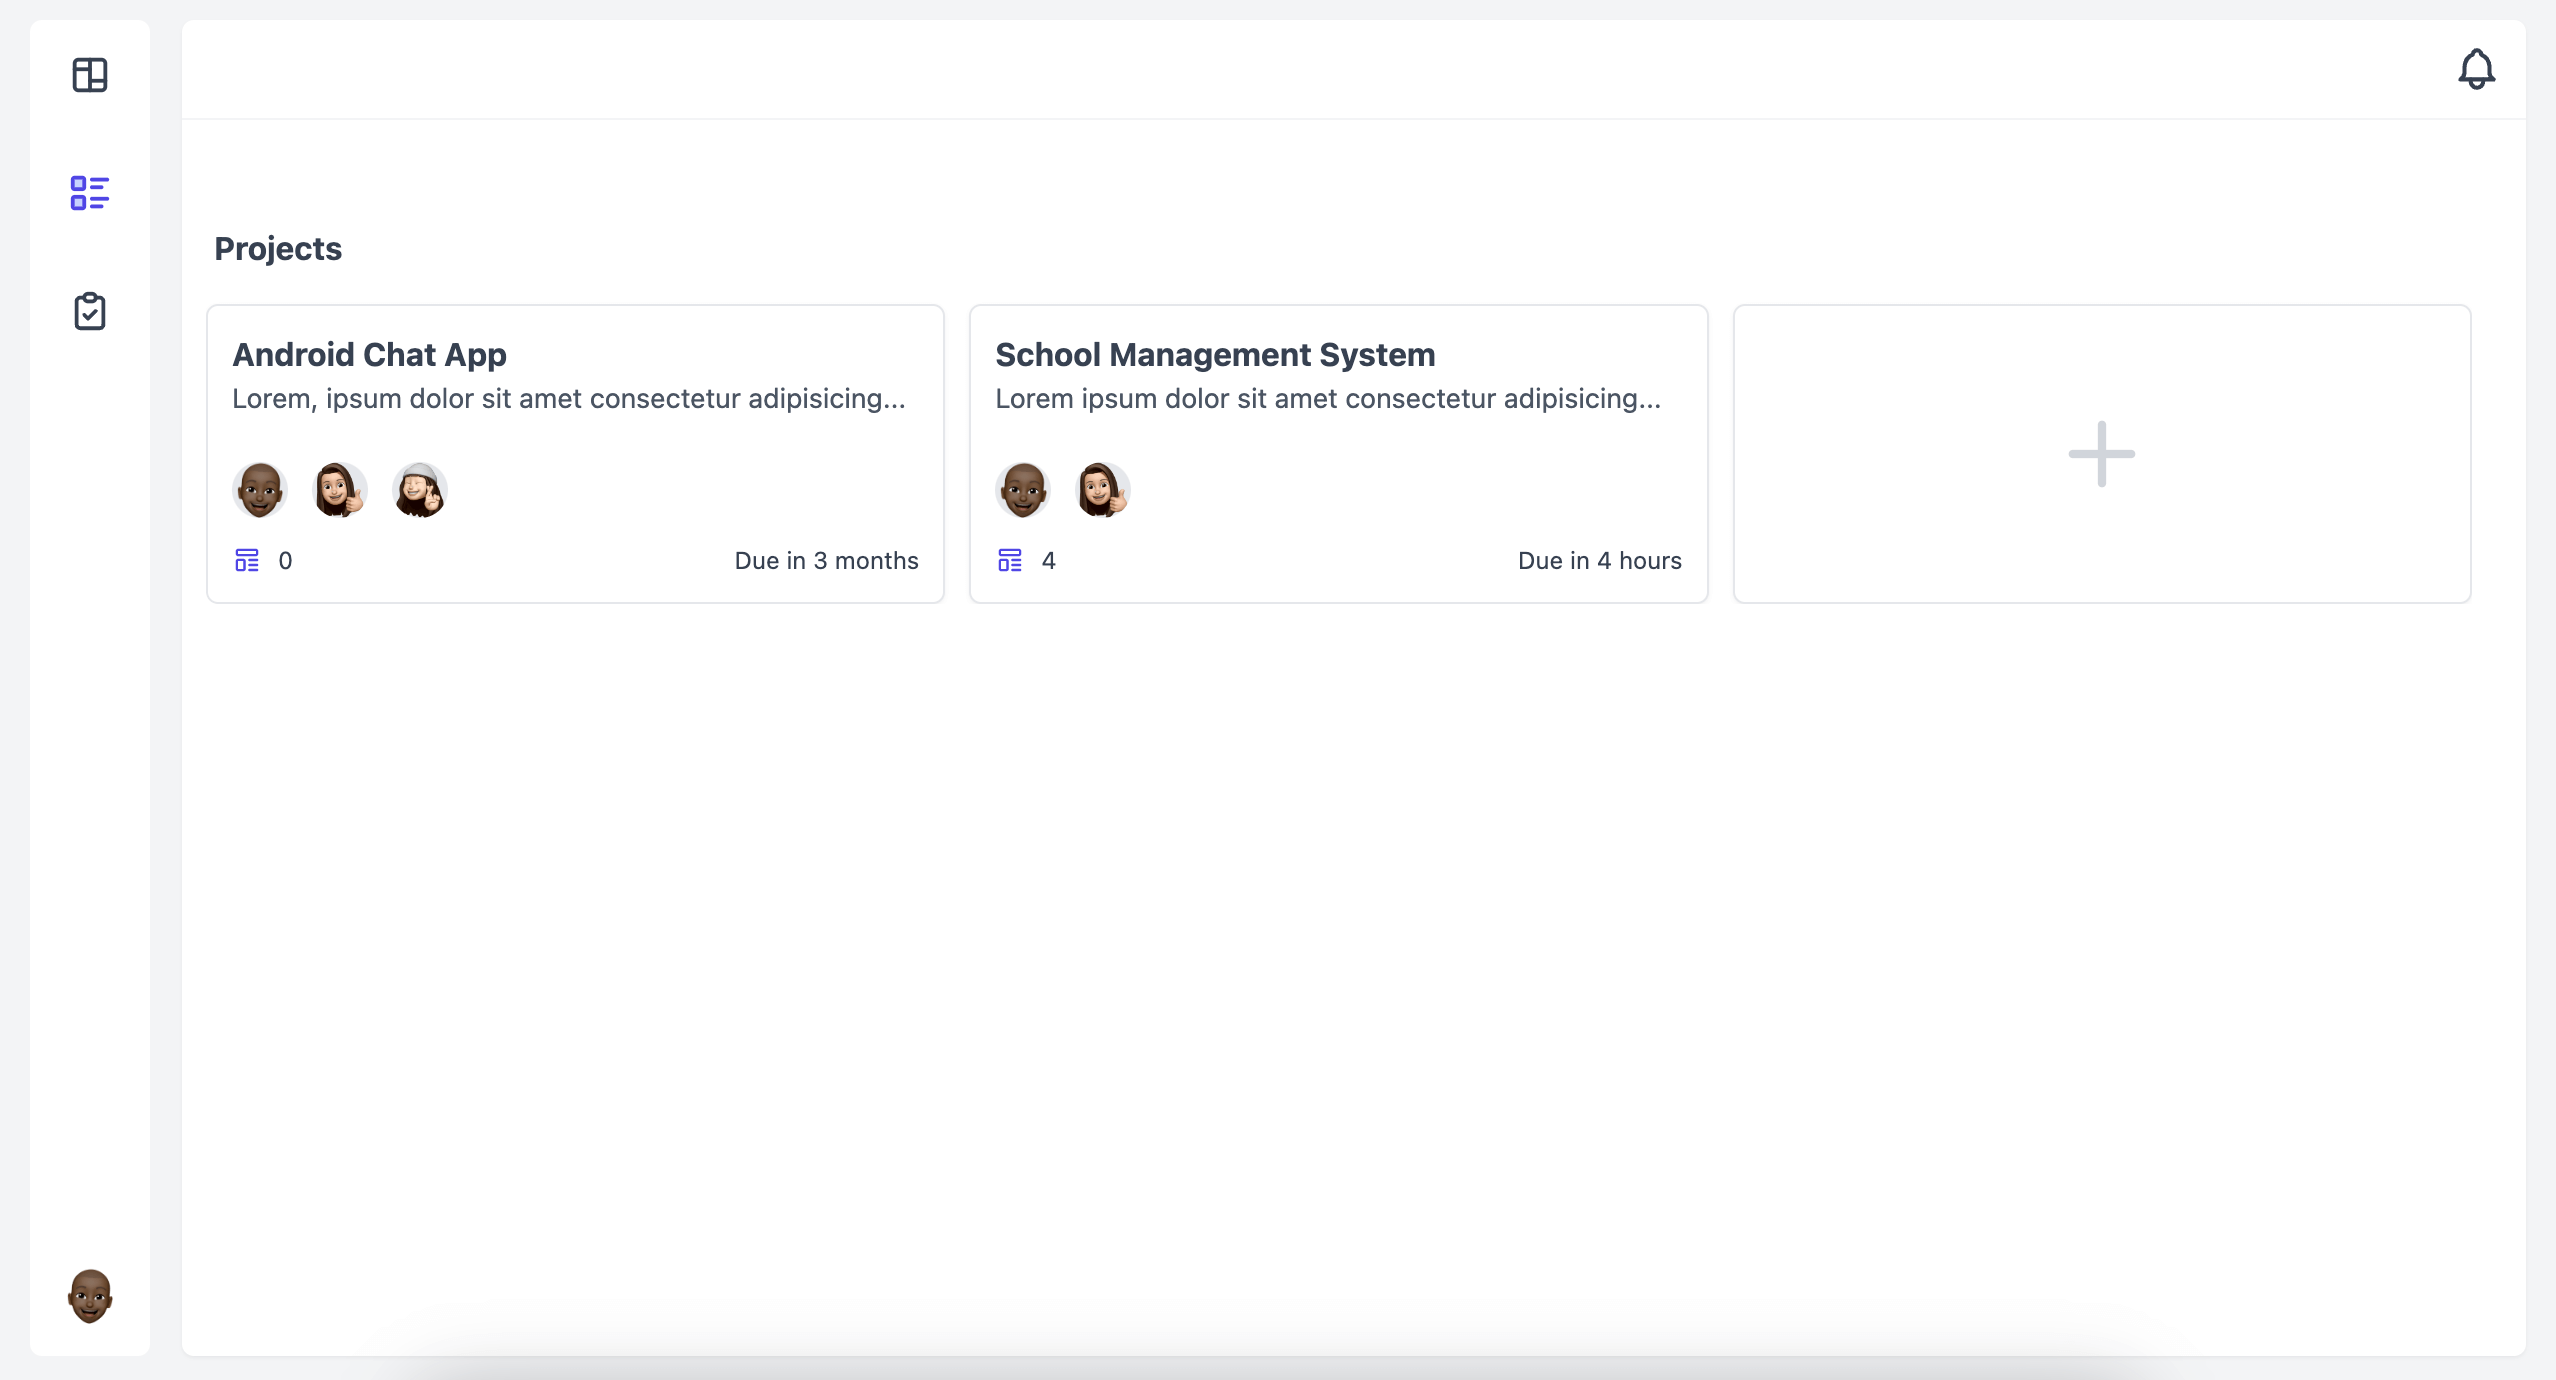 Projects
Android Chat App
Lorem, ipsum dolor sit amet consectetur adipisicing...
0
Due in 3 months
School Management System
Lorem ipsum dolor sit amet consectetur adipisicing...
4
Due in 4 hours